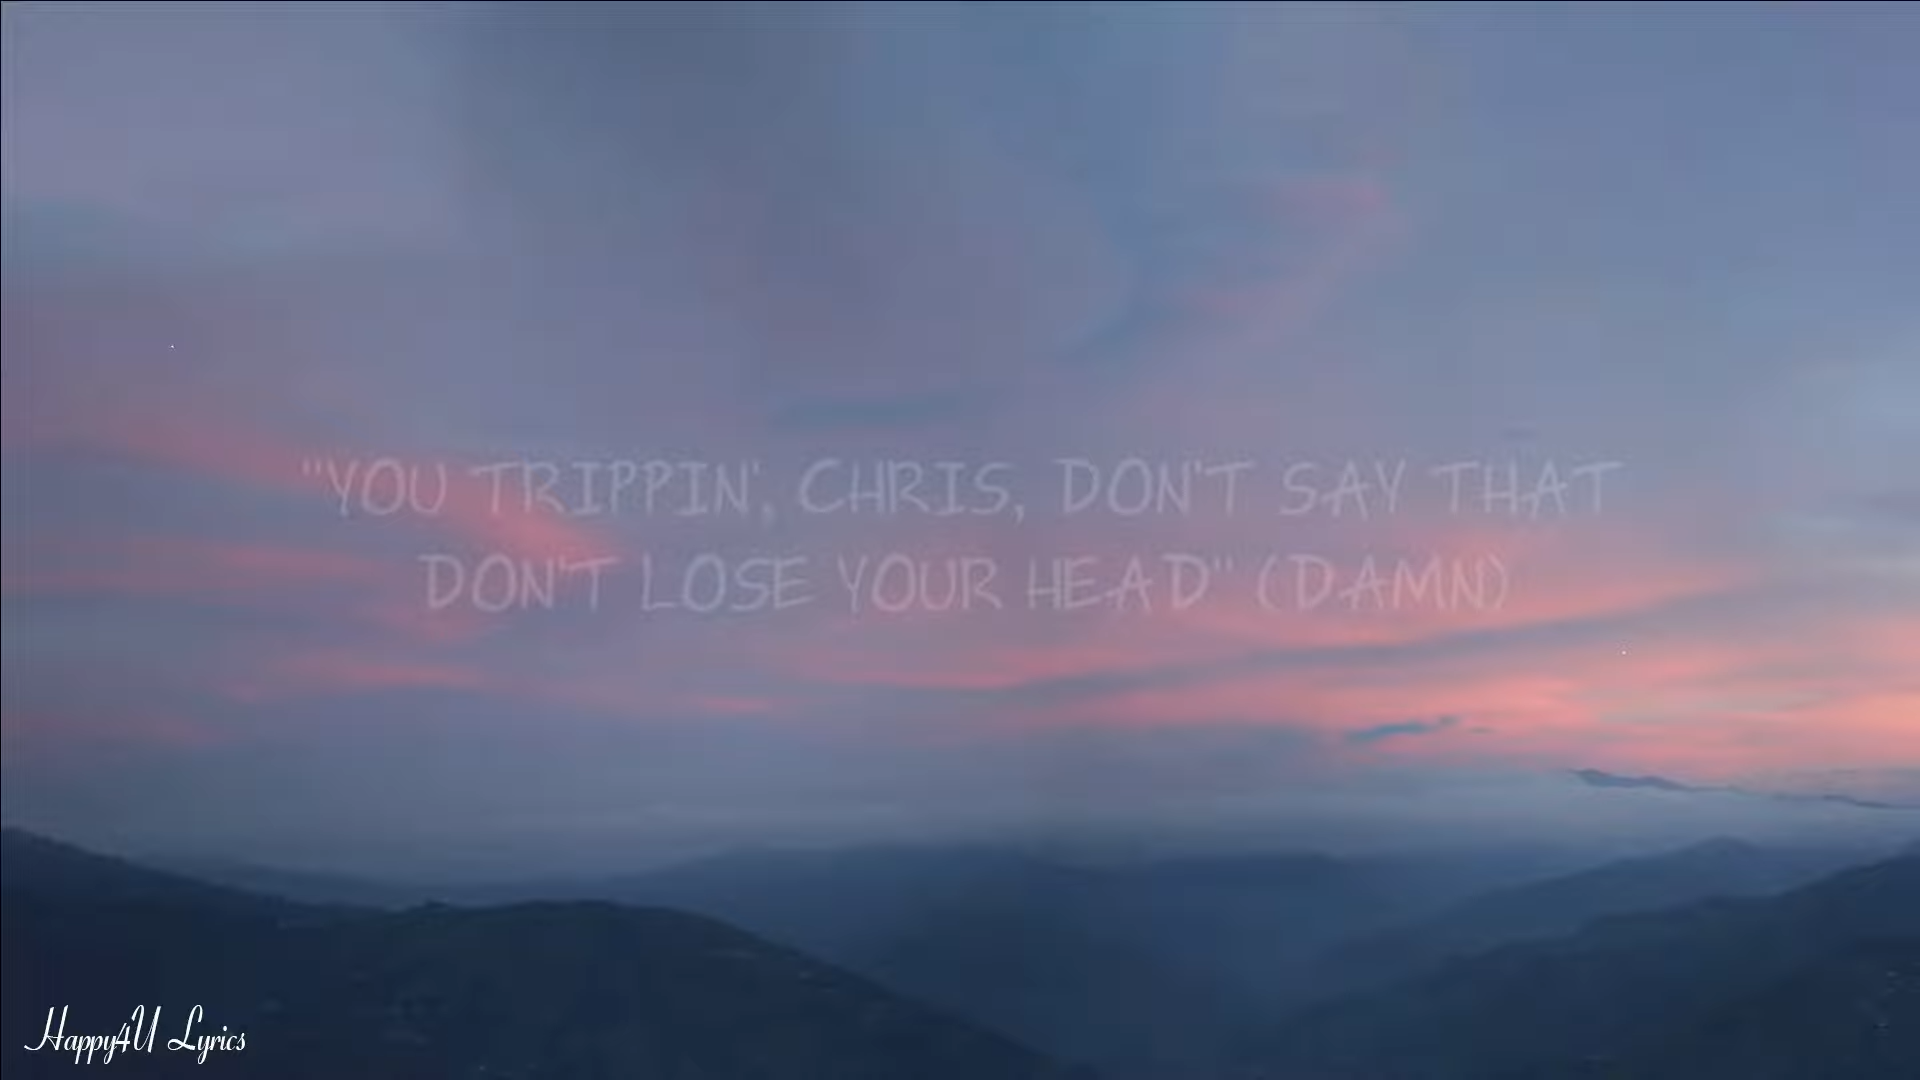 "YOU TRIPPIN', CHRIS, DON'T SAY THAT
DON'T LOSE YOUR HEAD" (DAMN)
Happy4U Lyrics